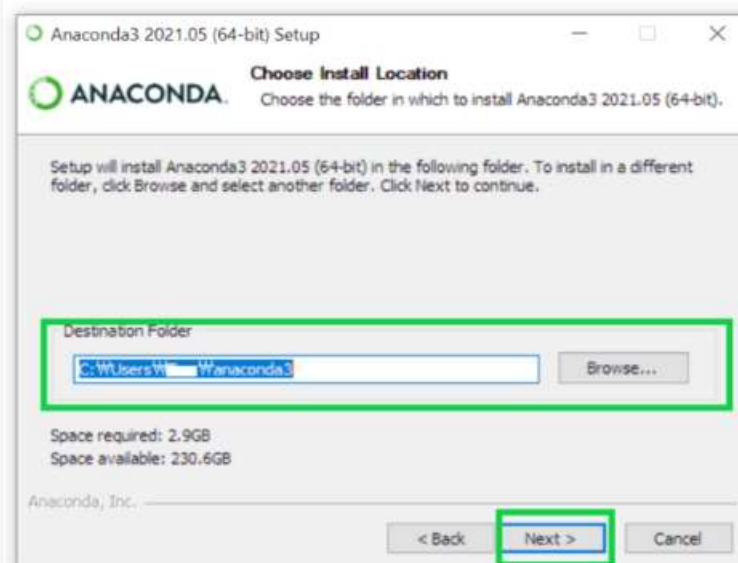 Anaconda3 2021.05 (64-bit) Setup
ANACONDA.
Choose Install Location
Choose the folder in which to install Anaconda3 2021.05 (64-bit).
Setup will install Anaconda3 2021.05 (64-bit) in the following folder. To install in a different
folder, click Browse and select another folder. Click Next to continue.
Destination Folder
C:₩Users₩ ₩anaconda3
Browse...
Space required: 2.9GB
Space available: 230.6GB
Anaconda, Inc.
< Back
Next >
Cancel